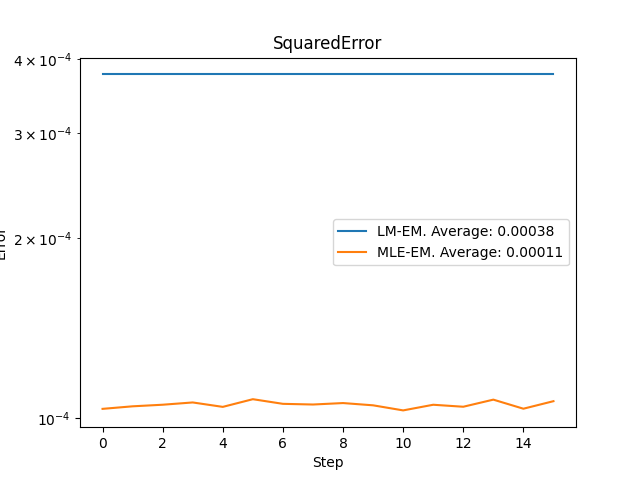 SquaredError
4 × 10⁻⁴
3 × 10⁻⁴
2 × 10⁻⁴
10⁻⁴
Error
LM-EM. Average: 0.00038
MLE-EM. Average: 0.00011
0 2 4 6 8 10 12 14
Step